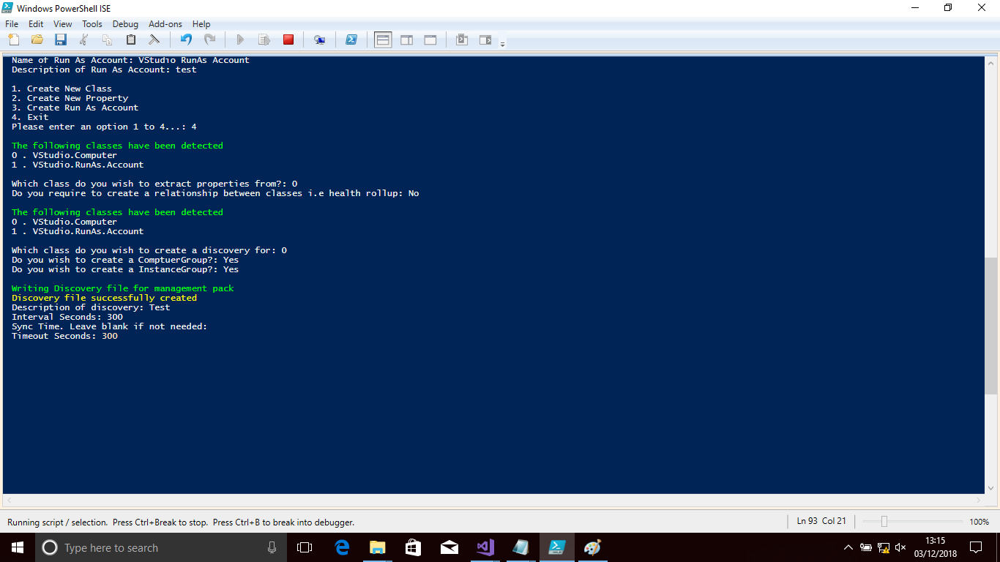 Windows PowerShell ISE
File Edit View Tools Debug Add-ons Help
Name of Run As Account: VStudio RunAs Account
Description of Run As Account: test
1. Create New Class
2. Create New Property
3. Create Run As Account
4. Exit
Please enter an option 1 to 4...: 4
The following classes have been detected
0 . VStudio.Computer
1 . VStudio.RunAs.Account
Which class do you wish to extract properties from?: 0
Do you require to create a relationship between classes i.e health rollup: No
The following classes have been detected
0 . VStudio.Computer
1 . VStudio.RunAs.Account
Which class do you wish to create a discovery for: 0
Do you wish to create a ComptuerGroup?: Yes
Do you wish to create a InstanceGroup?: Yes
Writing Discovery file for management pack
Discovery file successfully created
Description of discovery: Test
Interval Seconds: 300
Sync Time. Leave blank if not needed:
Timeout Seconds: 300
Running script / selection. Press Ctrl+Break to stop. Press Ctrl+B to break into debugger.
Ln 93 Col 21
100%
Type here to search
13:15
03/12/2018